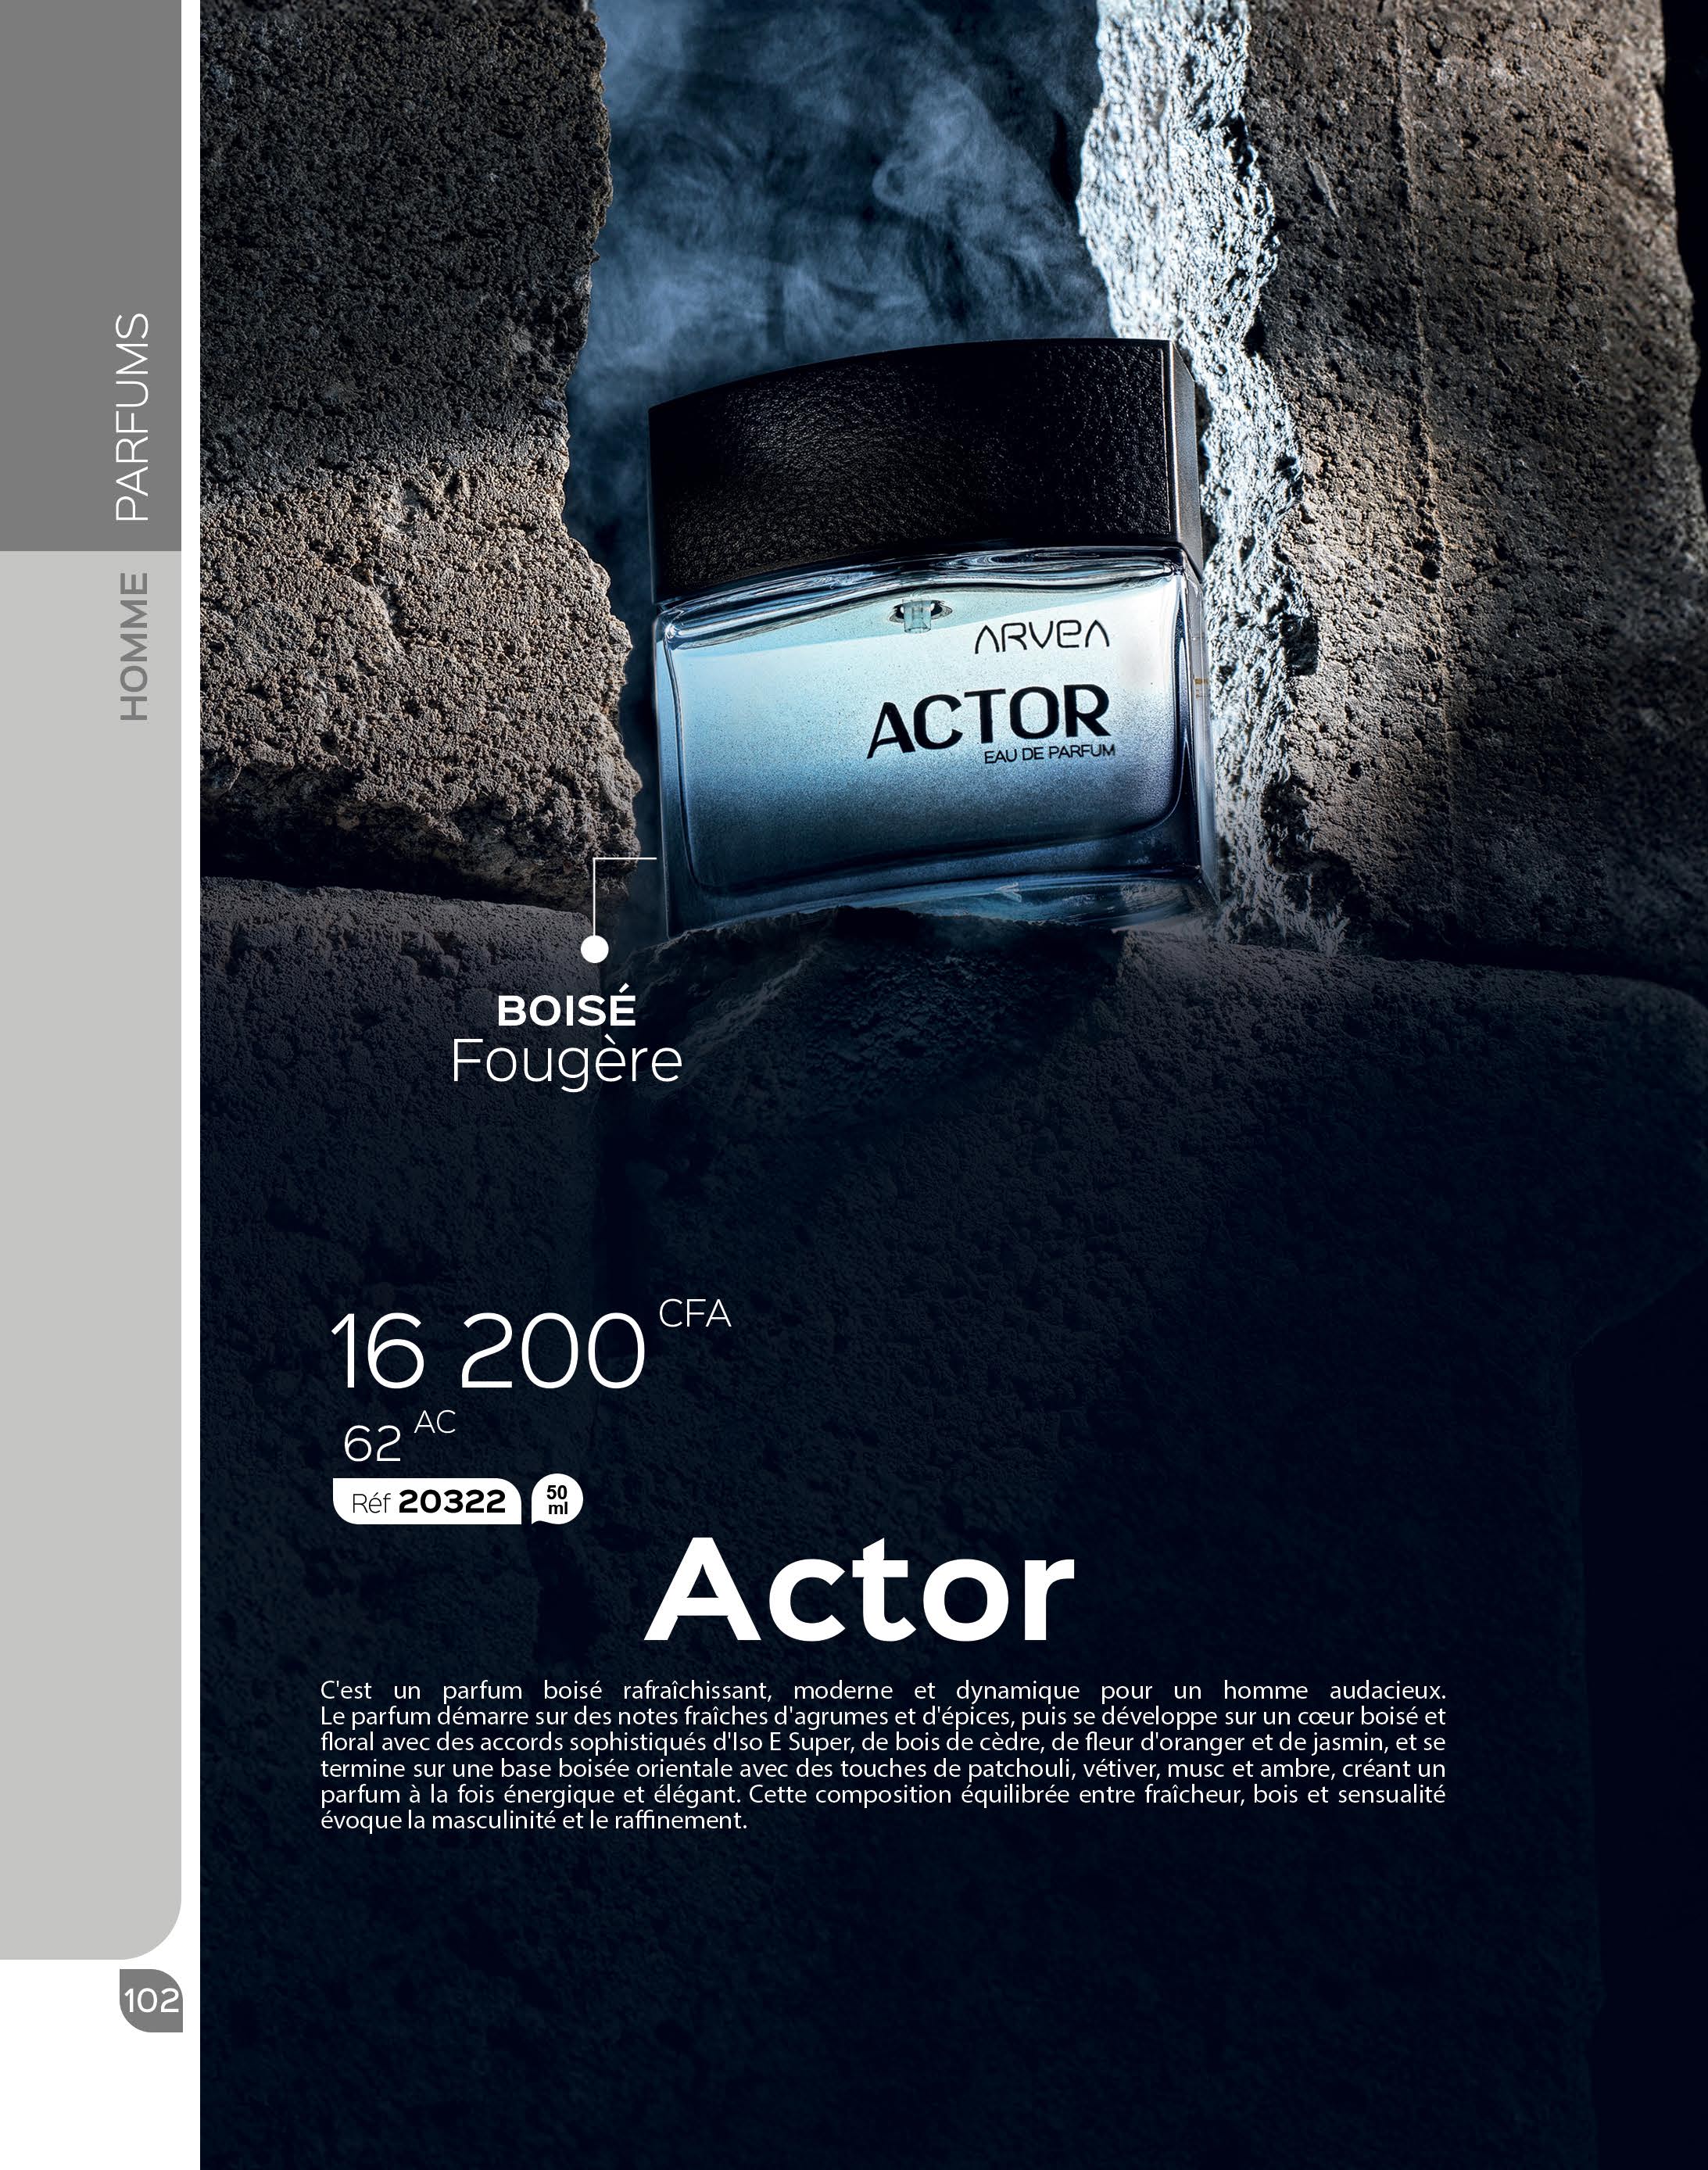 PARFUMS
HOMME
ARVEA
ACTOR
EAU DE PARFUM
BOISÉ
Fougère
16 200 CFA
62 AC
Réf 20322
50
ml
Actor
C'est un parfum boisé rafraîchissant, moderne et dynamique pour un homme audacieux.
Le parfum démarre sur des notes fraîches d'agrumes et d'épices, puis se développe sur un cœur boisé et
floral avec des accords sophistiqués d'Iso E Super, de bois de cèdre, de fleur d'oranger et de jasmin, et se
termine sur une base boisée orientale avec des touches de patchouli, vétiver, musc et ambre, créant un
parfum à la fois énergique et élégant. Cette composition équilibrée entre fraîcheur, bois et sensualité
évoque la masculinité et le raffinement.
102